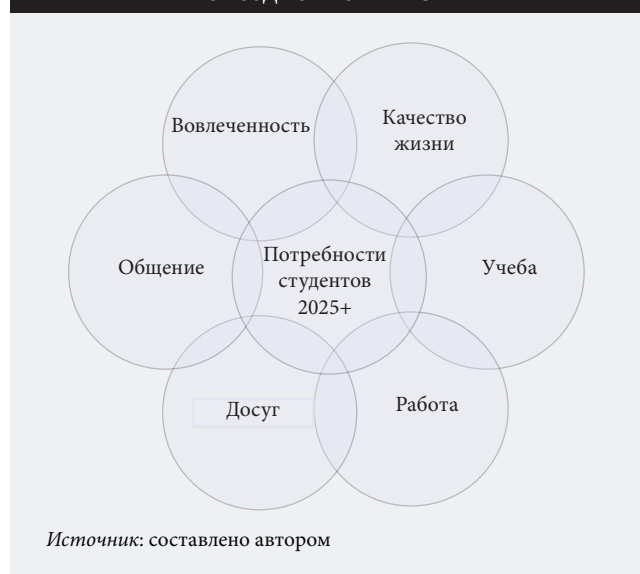 Вовлеченность
Качество
жизни
Общение
Потребности
студентов
2025+
Учеба
Досуг
Работа
Источник: составлено автором